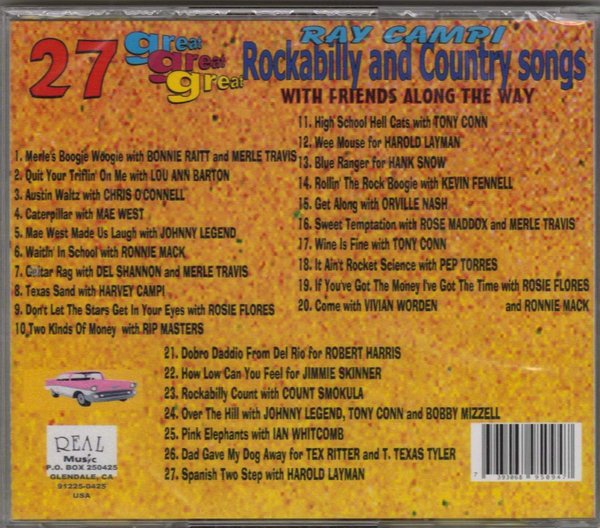 27 great great great
RAY CAMPI
Rockabilly and Country songs
WITH FRIENDS ALONG THE WAY
1. Merle's Boogie Woogie with BONNIE RAITT and MERLE TRAVIS
2. Quit Your Triflin' On Me with LOU ANN BARTON
3. Austin Waltz with CHRIS O'CONNELL
4. Caterpillar with MAE WEST
5. Mae West Made Us Laugh with JOHNNY LEGEND
6. Waitin' In School with RONNIE MACK
7. Guitar Rag with DEL SHANNON and MERLE TRAVIS
8. Texas Sand with HARVEY CAMPI
9. Don't Let The Stars Get In Your Eyes with ROSIE FLORES
10. Two Kinds Of Money with RIP MASTERS
11. High School Hell Cats with TONY CONN
12. Wee Mouse for HAROLD LAYMAN
13. Blue Ranger for HANK SNOW
14. Rollin' The Rock Boogie with KEVIN FENNELL
15. Get Along with ORVILLE NASH
16. Sweet Temptation with ROSE MADDOX and MERLE TRAVIS
17. Wine Is Fine with TONY CONN
18. It Ain't Rocket Science with PEP TORRES
19. If You've Got The Money I've Got The Time with ROSIE FLORES
20. Come with VIVIAN WORDEN and RONNIE MACK
21. Dobro Daddio From Del Rio for ROBERT HARRIS
22. How Low Can You Feel for JIMMIE SKINNER
23. Rockabilly Count with COUNT SMOKULA
24. Over The Hill with JOHNNY LEGEND, TONY CONN and BOBBY MIZZELL
25. Pink Elephants with IAN WHITCOMB
26. Dad Gave My Dog Away for TEX RITTER and T. TEXAS TYLER
27. Spanish Two Step with HAROLD LAYMAN
REAL
Music
P.O. BOX 250425
GLENDALE, CA
91225-0425
USA
7 393068 950947